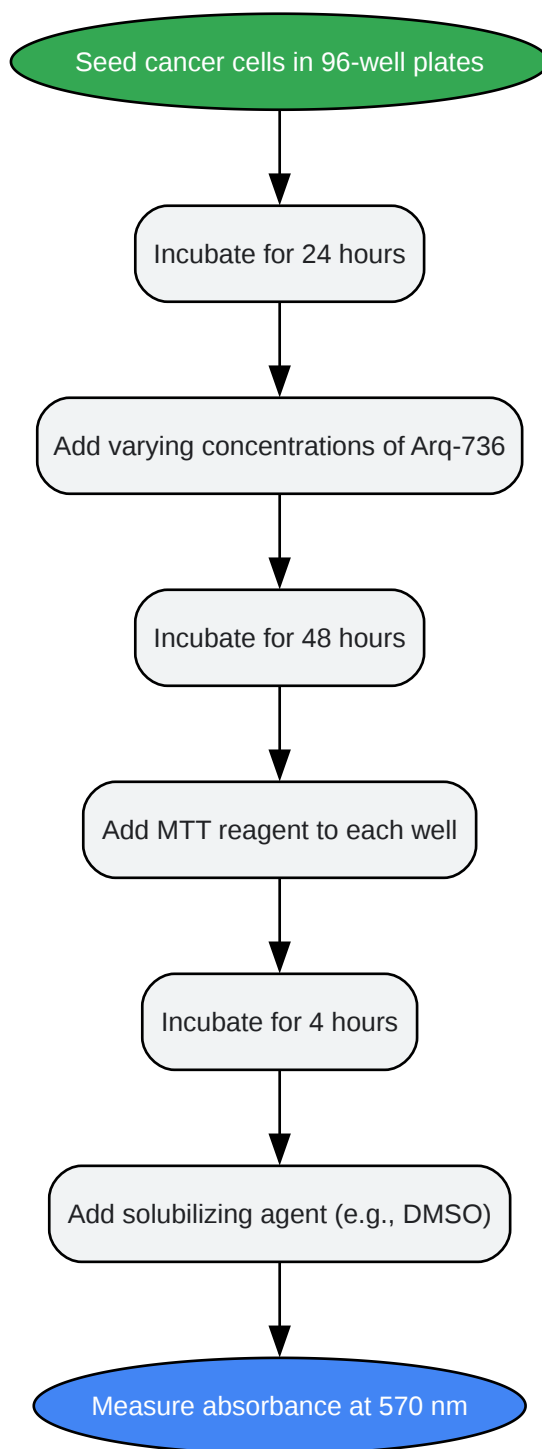 Seed cancer cells in 96-well plates
Incubate for 24 hours
Add varying concentrations of Arq-736
Incubate for 48 hours
Add MTT reagent to each well
Incubate for 4 hours
Add solubilizing agent (e.g., DMSO)
Measure absorbance at 570 nm